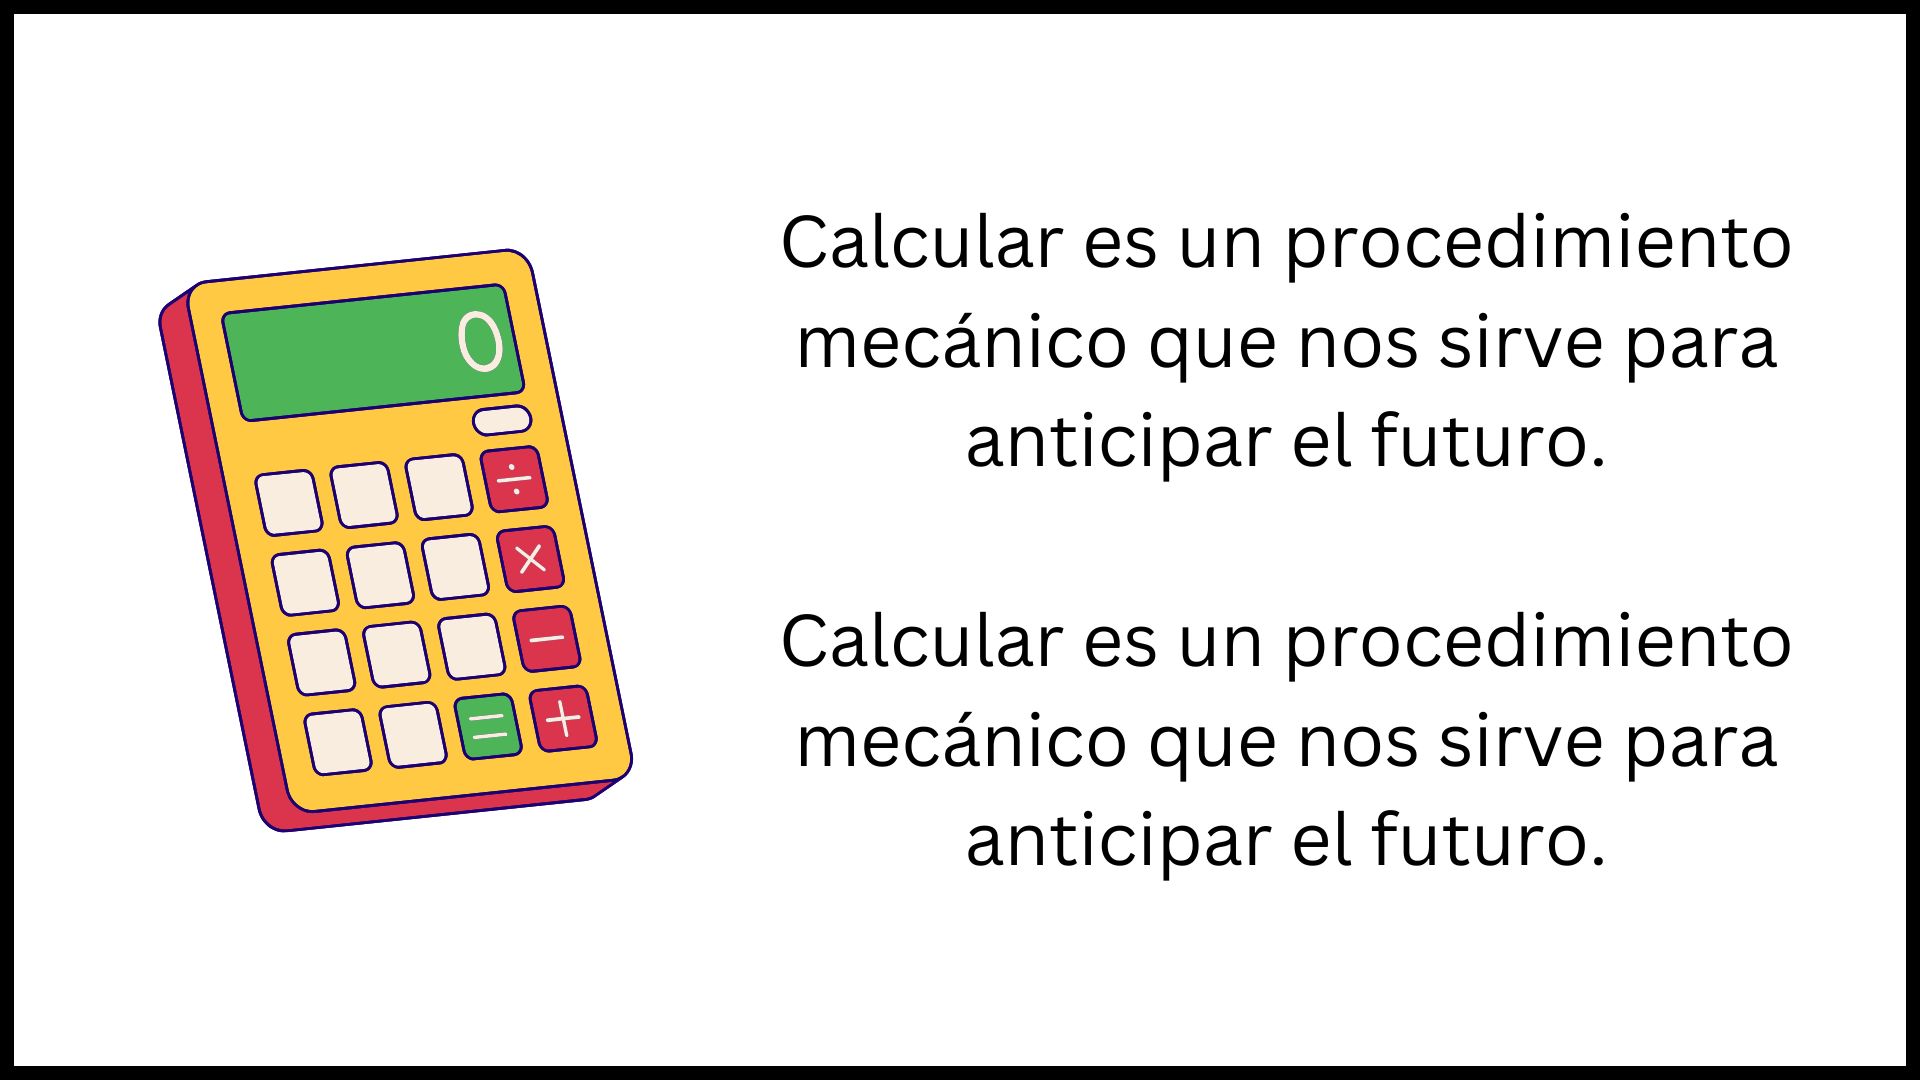 0
÷
×
−
= +
Calcular es un procedimiento
mecánico que nos sirve para
anticipar el futuro.
Calcular es un procedimiento
mecánico que nos sirve para
anticipar el futuro.